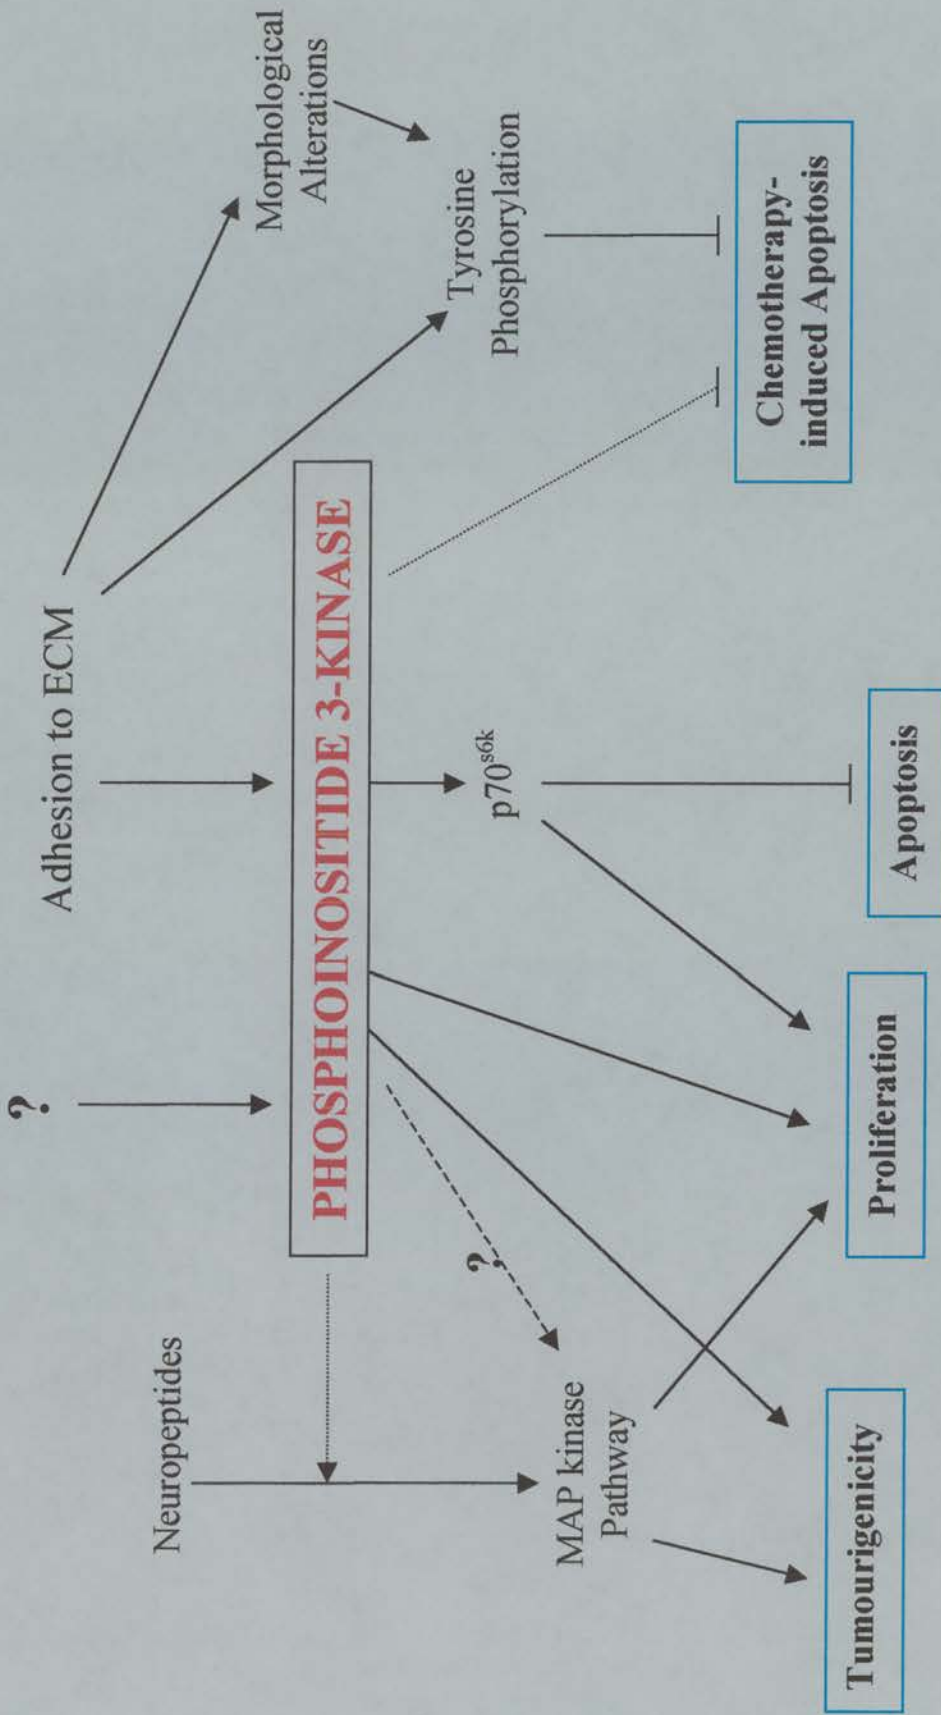 ?
Adhesion to ECM
Neuropeptides
Morphological
Alterations
PHOSPHOINOSITIDE 3-KINASE
Tyrosine
Phosphorylation
?
p70s6k
MAP kinase
Pathway
Chemotherapy-
induced Apoptosis
Tumourigenicity
Proliferation
Apoptosis